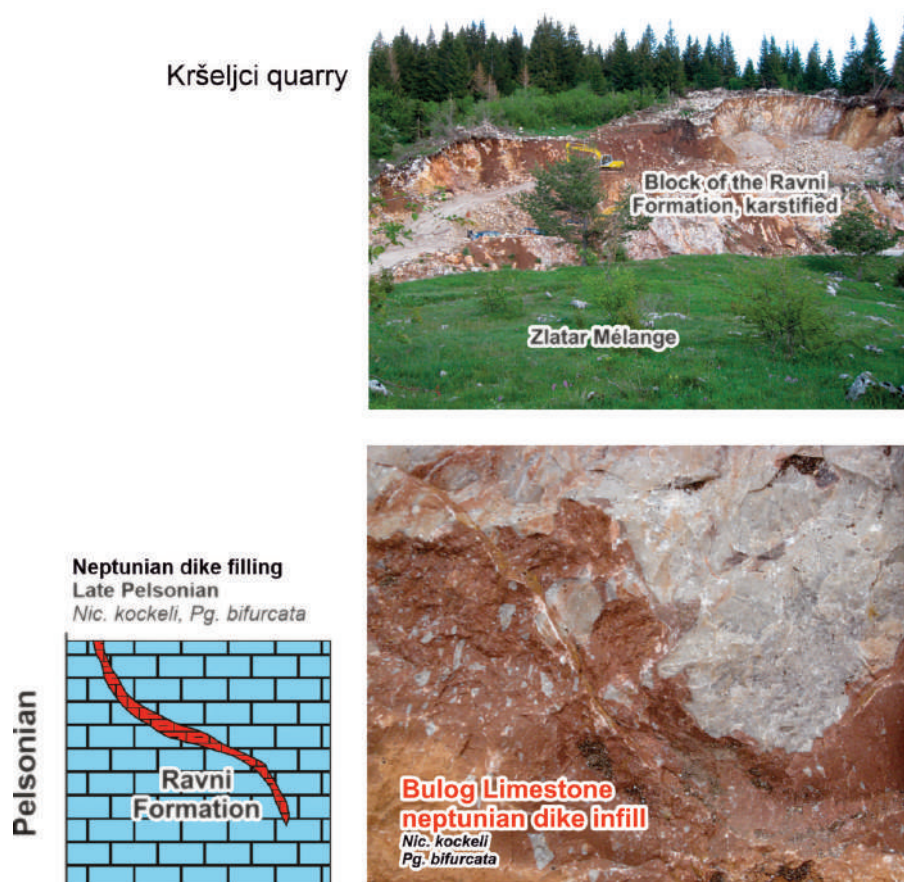 Kršeljci quarry
Block of the Ravni
Formation, karstified
Zlatar Mélange
Neptunian dike filling
Late Pelsonian
Nic. kockeli, Pg. bifurcata
Pelsonian
Ravni
Formation
Bulog Limestone
neptunian dike infill
Nic. kockeli
Pg. bifurcata